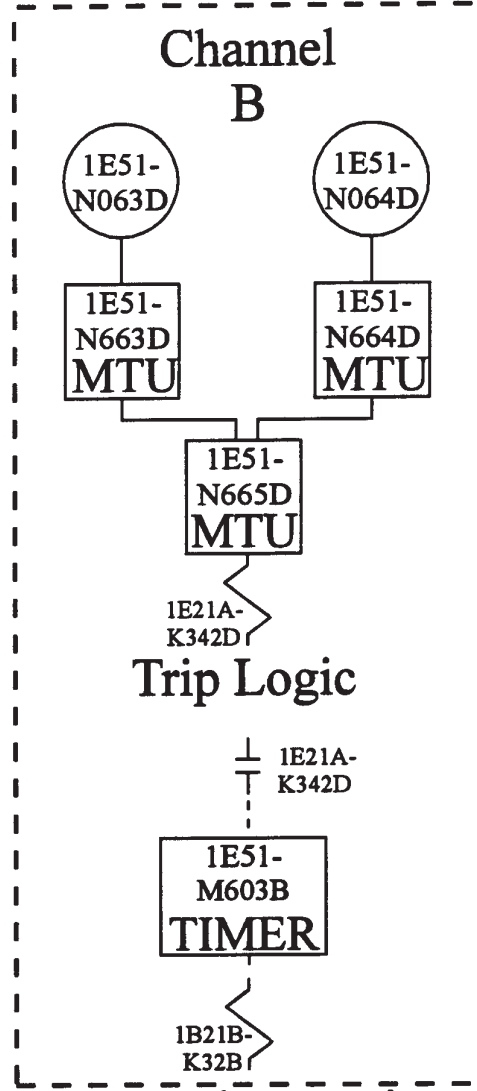 Channel
B
1E51-
N063D
1E51-
N064D
1E51-
N663D
MTU
1E51-
N664D
MTU
1E51-
N665D
MTU
1E21A-
K342D
Trip Logic
1E21A-
K342D
1E51-
M603B
TIMER
1B21B-
K32B